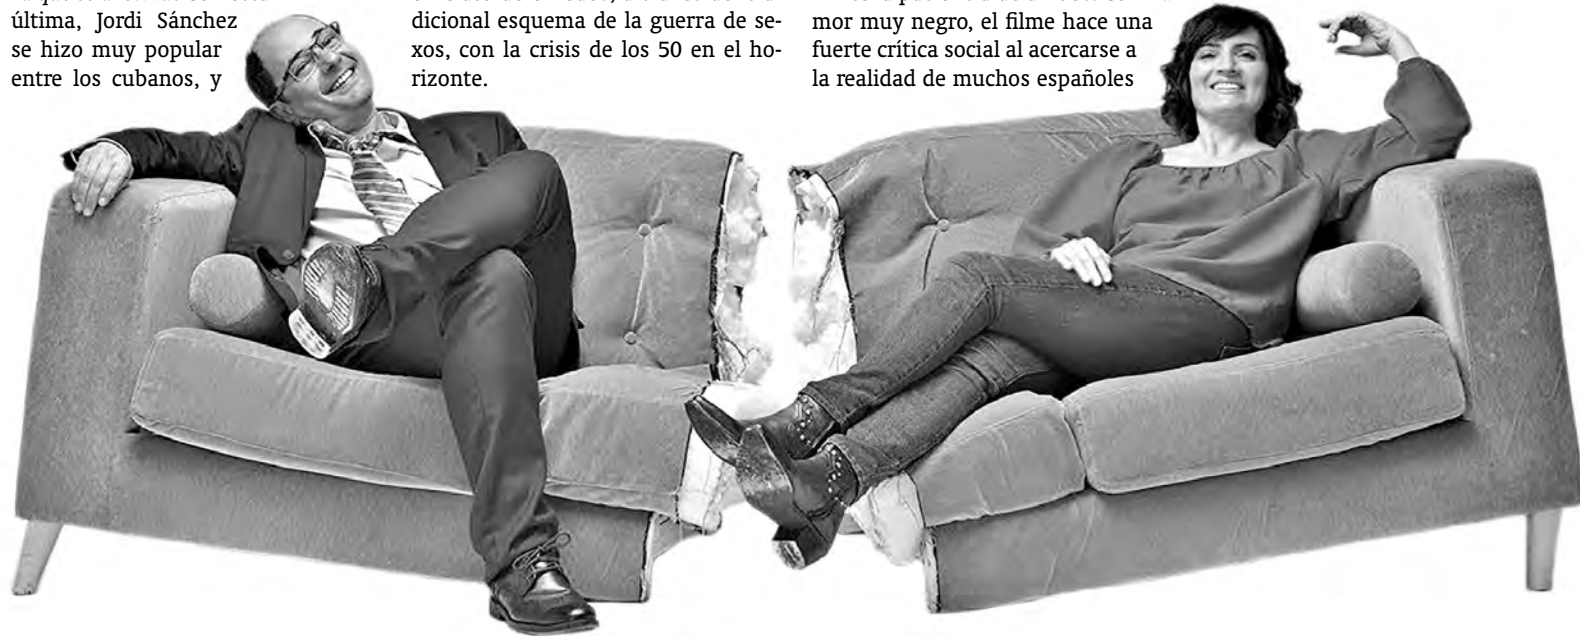 última, Jordi Sánchez
se hizo muy popular
entre los cubanos, y
dicional esquema de la guerra de se-
xos, con la crisis de los 50 en el ho-
rizonte.
mor muy negro, el filme hace una
fuerte crítica social al acercarse a
la realidad de muchos españoles